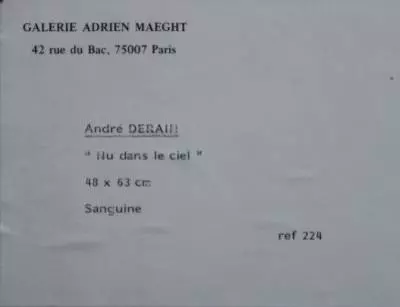 GALERIE ADRIEN MAEGHT
42 rue du Bac, 75007 Paris
André DERAIN
" Nu dans le ciel "
48 x 63 cm
Sanguine
ref 224